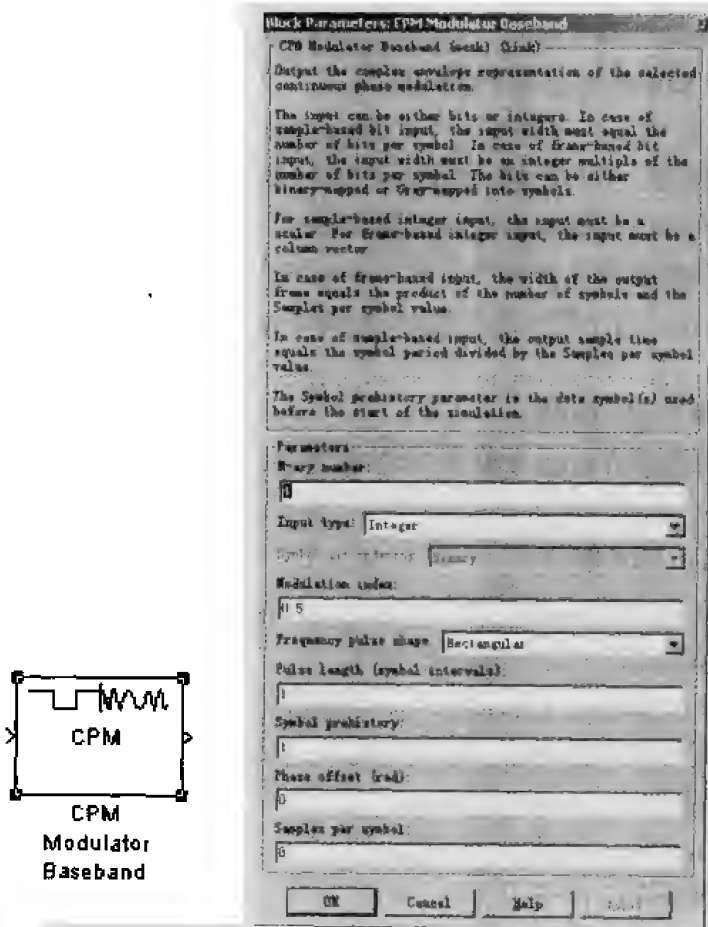 Block Parameters: CPM Modulator Baseband
CPM Modulator Baseband (mask) (link)
Output the complex envelope representation of the selected
continuous phase modulation.
The input can be either bits or integers. In case of
sample-based bit input, the input width must equal the
number of bits per symbol. In case of frame-based bit
input, the input width must be an integer multiple of the
number of bits per symbol. The bits can be either
binary-mapped or Gray-mapped into symbols.
For sample-based integer input, the input must be a
scalar. For frame-based integer input, the input must be a
column vector.
In case of frame-based input, the width of the output
frame equals the product of the number of symbols and the
Samples per symbol value.
In case of sample-based input, the output sample time
equals the symbol period divided by the Samples per symbol
value.
The Symbol prehistory parameter is the data symbol(s) used
before the start of the simulation.
Parameters
M-ary number:
Input type: Integer
Symbol set ordering: Binary
Modulation index:
0.5
Frequency pulse shape: Rectangular
Pulse length (symbol intervals):
1
Symbol prehistory:
1
Phase offset (rad):
0
Samples per symbol:
8
OK Cancel Help
CPM
CPM
Modulator
Baseband